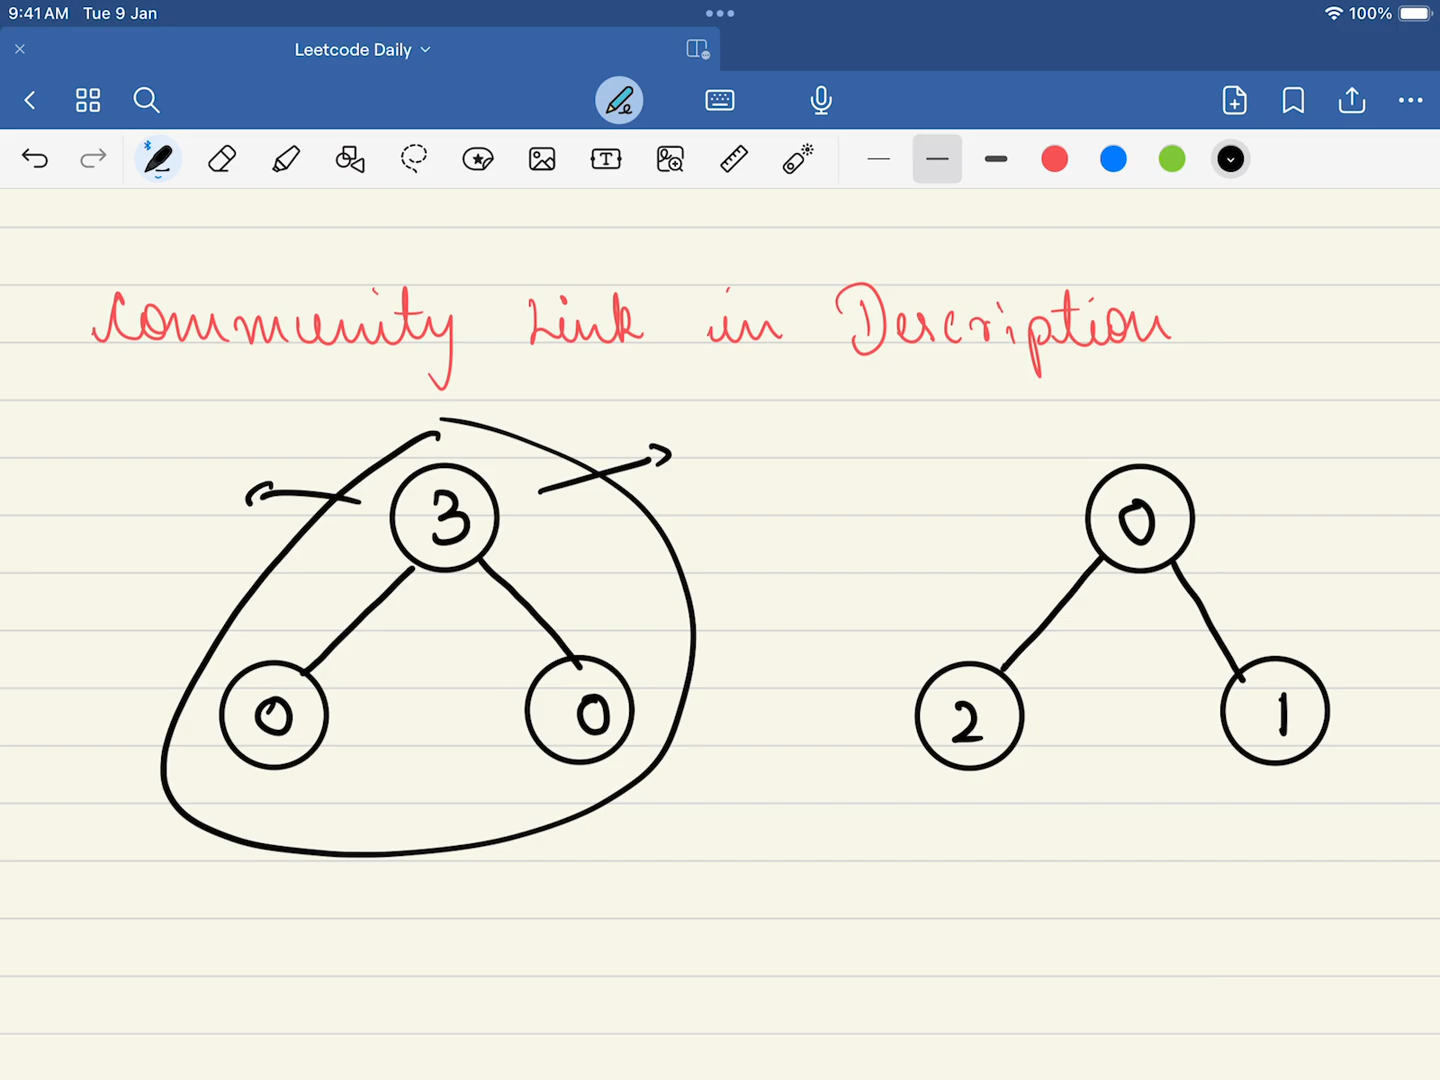 9:41 AM Tue 9 Jan
100%
Leetcode Daily
T
Community Link in Description
3
0
0 0
2 1